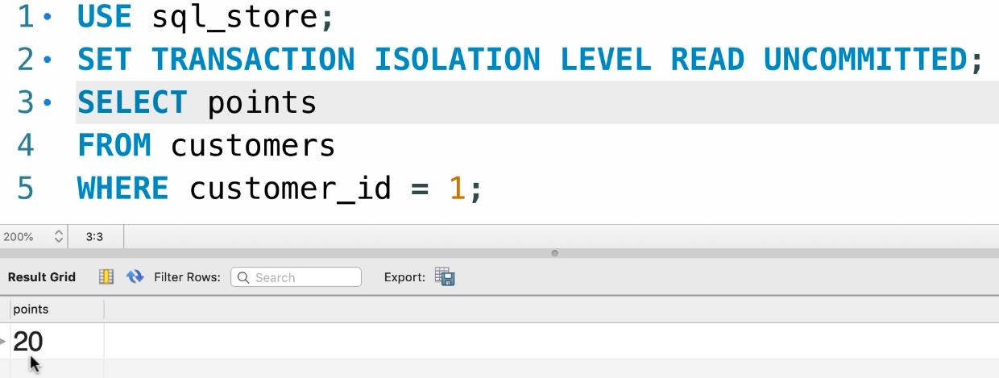 1 USE sql_store;
2 SET TRANSACTION ISOLATION LEVEL READ UNCOMMITTED;
3 SELECT points
4 FROM customers
5 WHERE customer_id = 1;
200% 3:3
Result Grid Filter Rows: Search Export:
points
20